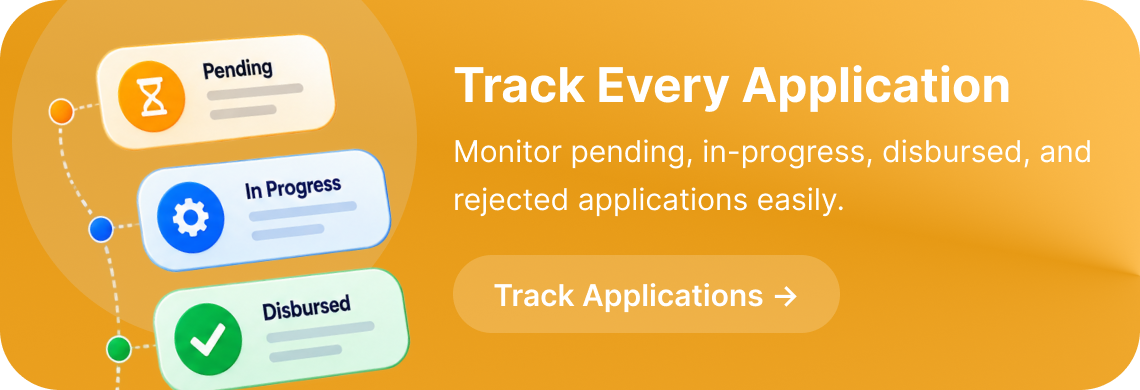 Pending
In Progress
Disbursed
Track Every Application
Monitor pending, in-progress, disbursed, and
rejected applications easily.
Track Applications →